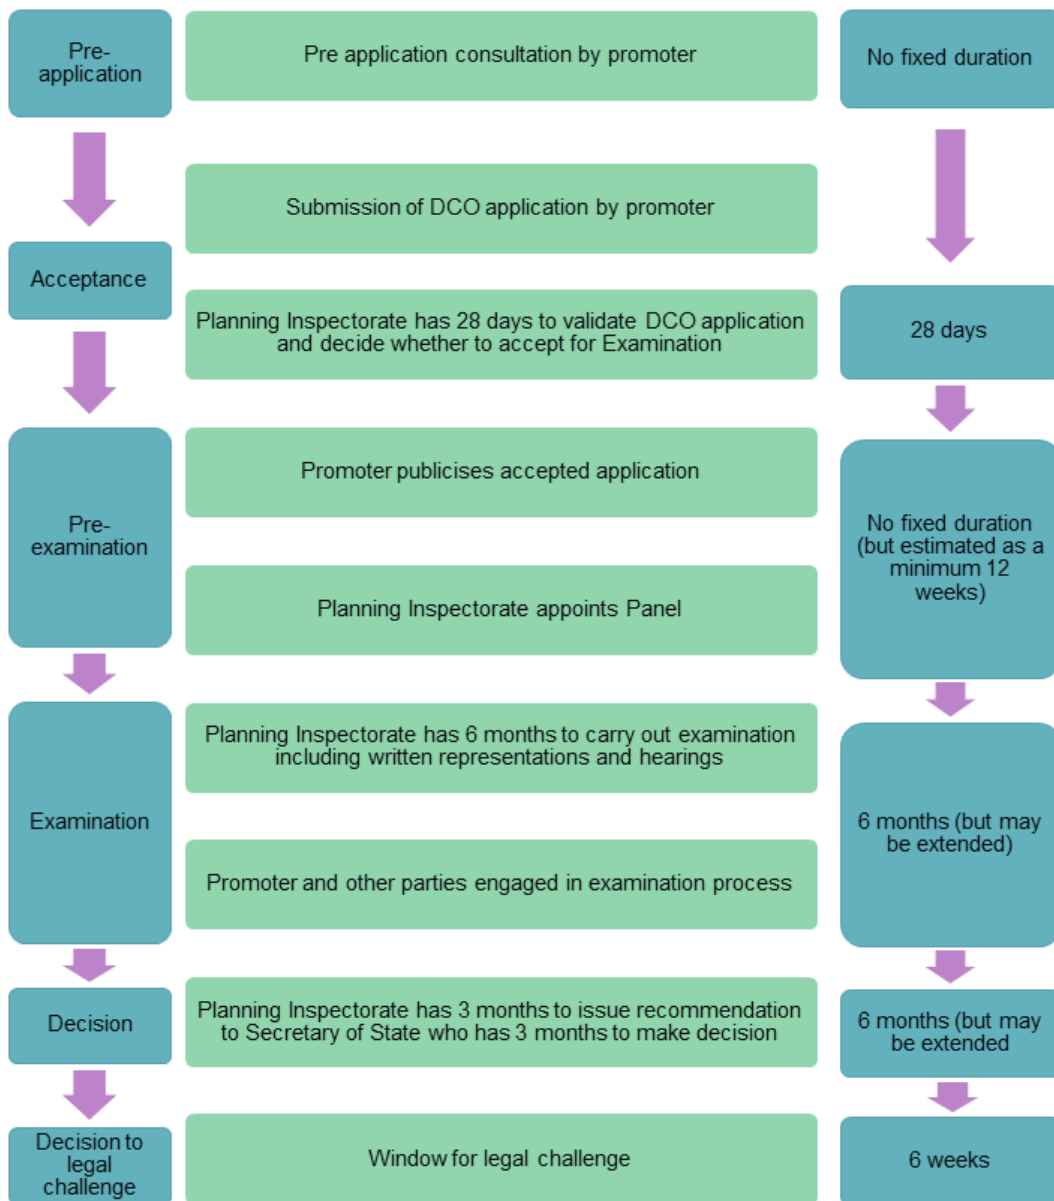 Pre-
application
Pre application consultation by promoter
No fixed duration
Submission of DCO application by promoter
Acceptance
Planning Inspectorate has 28 days to validate DCO application
and decide whether to accept for Examination
28 days
Promoter publicises accepted application
Pre-
examination
No fixed duration
(but estimated as a
minimum 12
weeks)
Planning Inspectorate appoints Panel
Planning Inspectorate has 6 months to carry out examination
including written representations and hearings
Examination
6 months (but may
be extended)
Promoter and other parties engaged in examination process
Decision
Planning Inspectorate has 3 months to issue recommendation
to Secretary of State who has 3 months to make decision
6 months (but may
be extended
Decision to
legal
challenge
Window for legal challenge
6 weeks